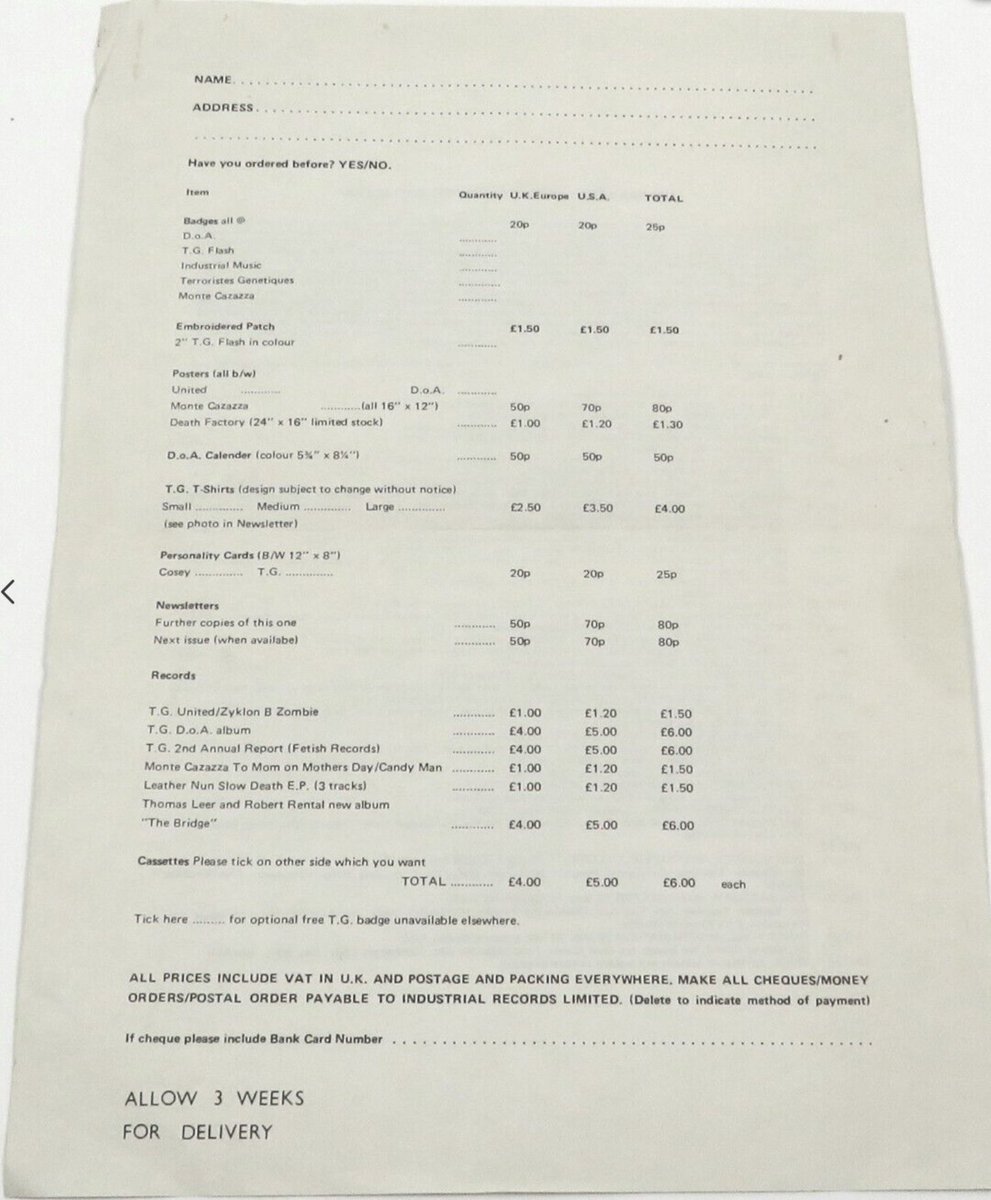 NAME. . . . . . . . . . . . . . . . . . . . . . . . . . . . . . . . . . . . . . . .
ADDRESS . . . . . . . . . . . . . . . . . . . . . . . . . . . . . . . . . . . . . .
. . . . . . . . . . . . . . . . . . . . . . . . . . . . . . . . . . . . . . . . . .
Have you ordered before? YES/NO.
Item Quantity U.K.Europe U.S.A. TOTAL
Badges all @ 20p 20p 25p
D.o.A. ............
T.G. Flash ............
Industrial Music ............
Terroristes Genetiques ............
Monte Cazazza ............
Embroidered Patch £1.50 £1.50 £1.50
2" T.G. Flash in colour ............
Posters (all b/w)
United ............ D.o.A. ............
Monte Cazazza ............(all 16" x 12") 50p 70p 80p
Death Factory (24" x 16" limited stock) ............ £1.00 £1.20 £1.30
D.o.A. Calender (colour 5¾" x 8¼") ............ 50p 50p 50p
T.G. T-Shirts (design subject to change without notice)
Small .............. Medium .............. Large .............. £2.50 £3.50 £4.00
(see photo in Newsletter)
Personality Cards (B/W 12" x 8")
Cosey .............. T.G. .............. 20p 20p 25p
Newsletters
Further copies of this one ............ 50p 70p 80p
Next issue (when availabe) ............ 50p 70p 80p
Records
T.G. United/Zyklon B Zombie ............ £1.00 £1.20 £1.50
T.G. D.o.A. album ............ £4.00 £5.00 £6.00
T.G. 2nd Annual Report (Fetish Records) ............ £4.00 £5.00 £6.00
Monte Cazazza To Mom on Mothers Day/Candy Man ............ £1.00 £1.20 £1.50
Leather Nun Slow Death E.P. (3 tracks) ............ £1.00 £1.20 £1.50
Thomas Leer and Robert Rental new album
"The Bridge" ............ £4.00 £5.00 £6.00
Cassettes Please tick on other side which you want
TOTAL ............ £4.00 £5.00 £6.00 each
Tick here ......... for optional free T.G. badge unavailable elsewhere.
ALL PRICES INCLUDE VAT IN U.K. AND POSTAGE AND PACKING EVERYWHERE. MAKE ALL CHEQUES/MONEY
ORDERS/POSTAL ORDER PAYABLE TO INDUSTRIAL RECORDS LIMITED. (Delete to indicate method of payment)
If cheque please include Bank Card Number . . . . . . . . . . . . . . . . . . . . . . . . . . . . . .
ALLOW 3 WEEKS
FOR DELIVERY